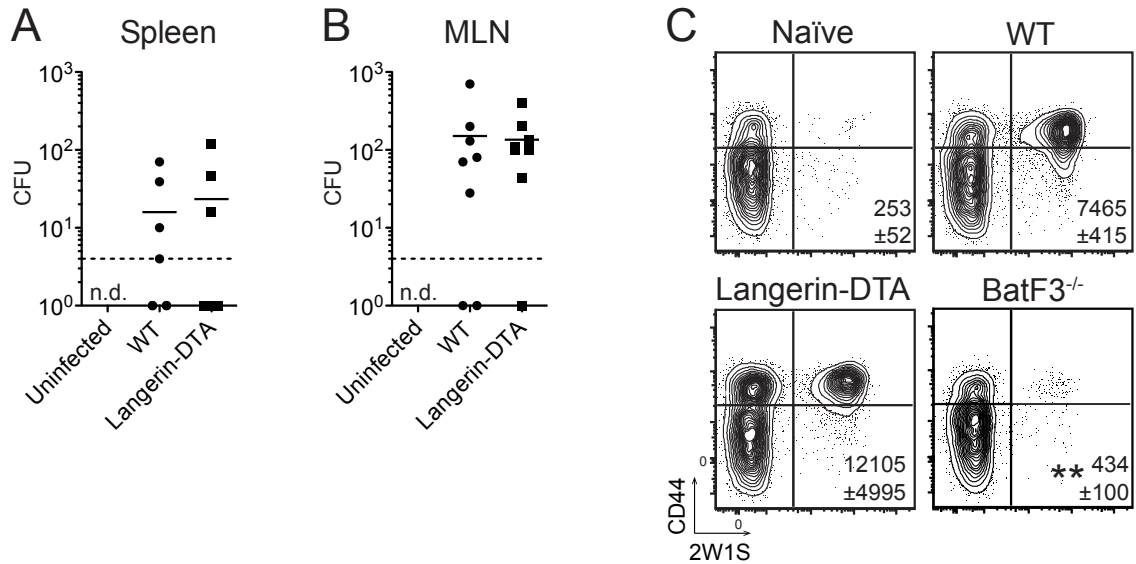 A
Spleen
CFU
10³
10²
10¹
10⁰
n.d.
Uninfected
WT
Langerin-DTA
B
MLN
CFU
10³
10²
10¹
10⁰
n.d.
Uninfected
WT
Langerin-DTA
C
Naïve
253
±52
WT
7465
±415
Langerin-DTA
12105
±4995
0
CD44
0
2W1S
BatF3⁻/⁻
** 434
±100